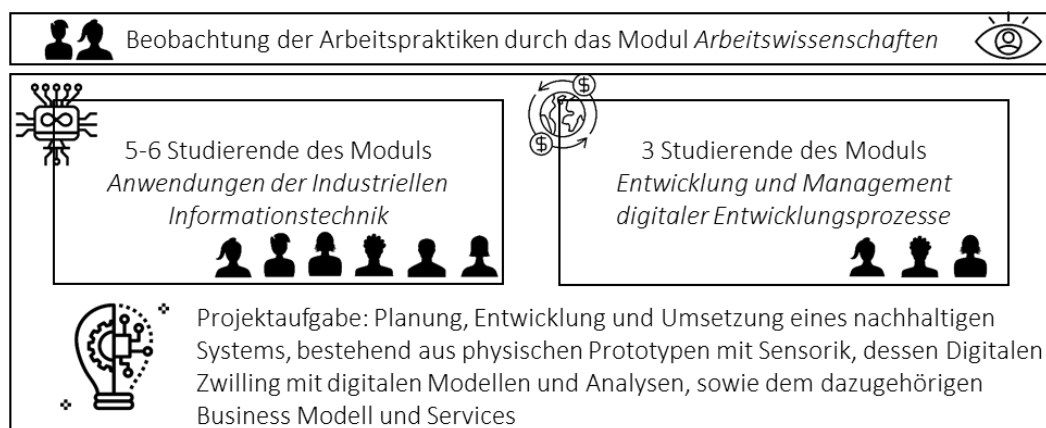 Beobachtung der Arbeitspraktiken durch das Modul Arbeitswissenschaften
5-6 Studierende des Moduls
Anwendungen der Industriellen
Informationstechnik
3 Studierende des Moduls
Entwicklung und Management
digitaler Entwicklungsprozesse
Projektaufgabe: Planung, Entwicklung und Umsetzung eines nachhaltigen
Systems, bestehend aus physischen Prototypen mit Sensorik, dessen Digitalen
Zwilling mit digitalen Modellen und Analysen, sowie dem dazugehörigen
Business Modell und Services